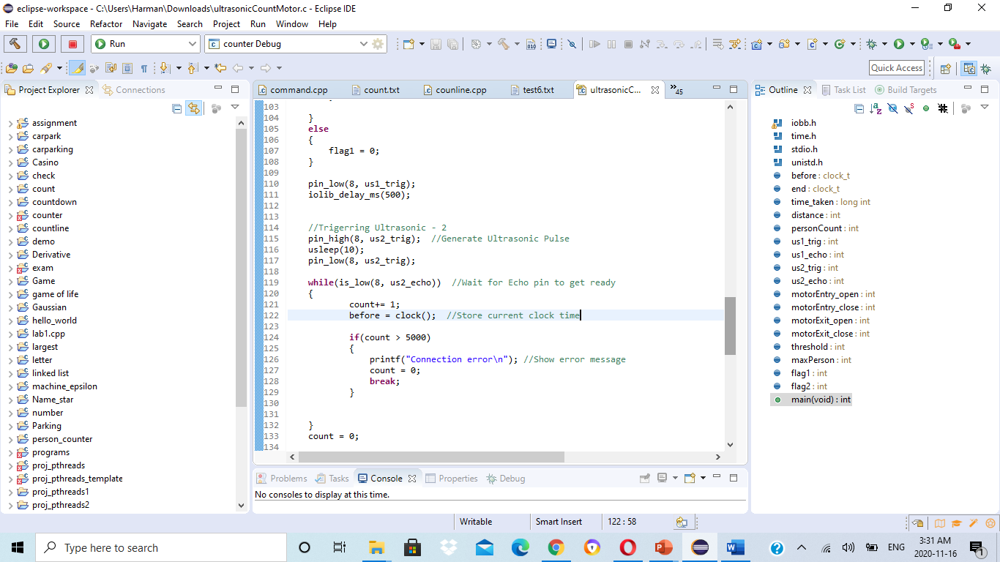 eclipse-workspace - C:\Users\Harman\Downloads\ultrasonicCountMotor.c - Eclipse IDE
File Edit Source Refactor Navigate Search Project Run Window Help
Run counter Debug
Quick Access
Project Explorer Connections
assignment
carpark
carparking
Casino
check
count
countdown
counter
countline
demo
Derivative
exam
Game
game of life
Gaussian
hello_world
lab1.cpp
largest
letter
linked list
machine_epsilon
Name_star
number
Parking
person_counter
programs
proj_pthreads
proj_pthreads_template
proj_pthreads1
proj_pthreads2
command.cpp count.txt counline.cpp test6.txt ultrasonicC... »45
103
104 }
105 else
106 {
107 flag1 = 0;
108 }
109
110 pin_low(8, us1_trig);
111 iolib_delay_ms(500);
112
113
114 //Trigerring Ultrasonic - 2
115 pin_high(8, us2_trig); //Generate Ultrasonic Pulse
116 usleep(10);
117 pin_low(8, us2_trig);
118
119 while(is_low(8, us2_echo)) //Wait for Echo pin to get ready
120 {
121 count+= 1;
122 before = clock(); //Store current clock time
123
124 if(count > 5000)
125 {
126 printf("Connection error\n"); //Show error message
127 count = 0;
128 break;
129 }
130
131
132 }
133 count = 0;
134
Problems Tasks Console Properties Debug
No consoles to display at this time.
Outline Task List Build Targets
iobb.h
time.h
stdio.h
unistd.h
before : clock_t
end : clock_t
time_taken : long int
distance : int
personCount : int
us1_trig : int
us1_echo : int
us2_trig : int
us2_echo : int
motorEntry_open : int
motorEntry_close : int
motorExit_open : int
motorExit_close : int
threshold : int
maxPerson : int
flag1 : int
flag2 : int
main(void) : int
Writable Smart Insert 122 : 58
Type here to search
ENG
3:31 AM
2020-11-16
1